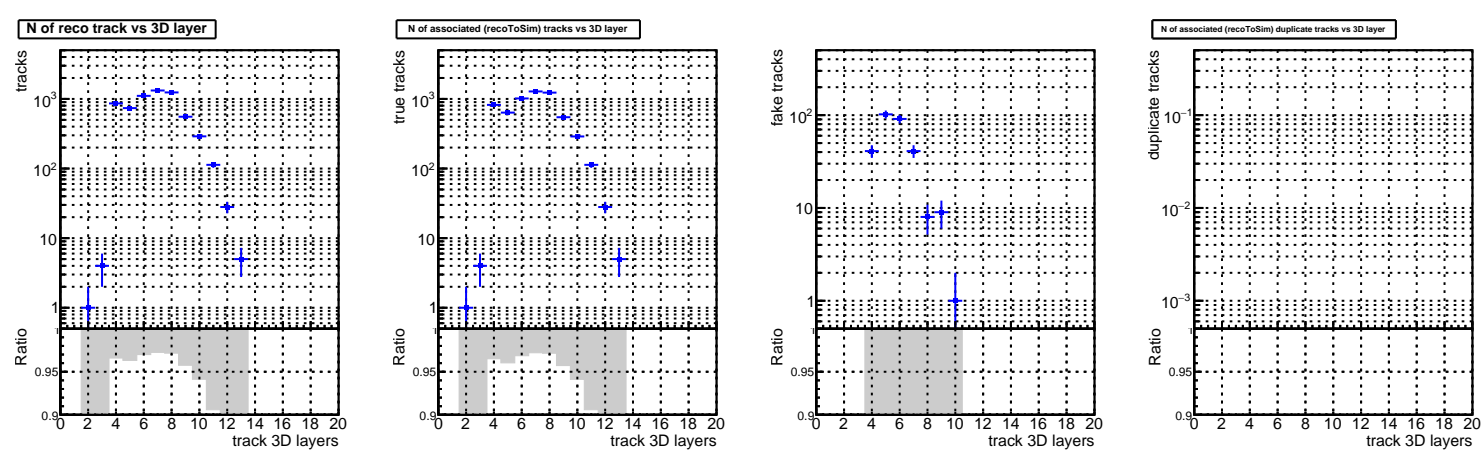 N of reco track vs 3D layer
tracks
10³
10²
10
1
Ratio
1
0.95
0.9
0 2 4 6 8 10 12 14 16 18 20
track 3D layers
N of associated (recoToSim) tracks vs 3D layer
true tracks
10³
10²
10
1
Ratio
1
0.95
0.9
0 2 4 6 8 10 12 14 16 18 20
track 3D layers
fake tracks
10²
10
1
Ratio
1
0.95
0.9
0 2 4 6 8 10 12 14 16 18 20
track 3D layers
N of associated (recoToSim) duplicate tracks vs 3D layer
duplicate tracks
10⁻¹
10⁻²
10⁻³
Ratio
1
0.95
0.9
0 2 4 6 8 10 12 14 16 18 20
track 3D layers